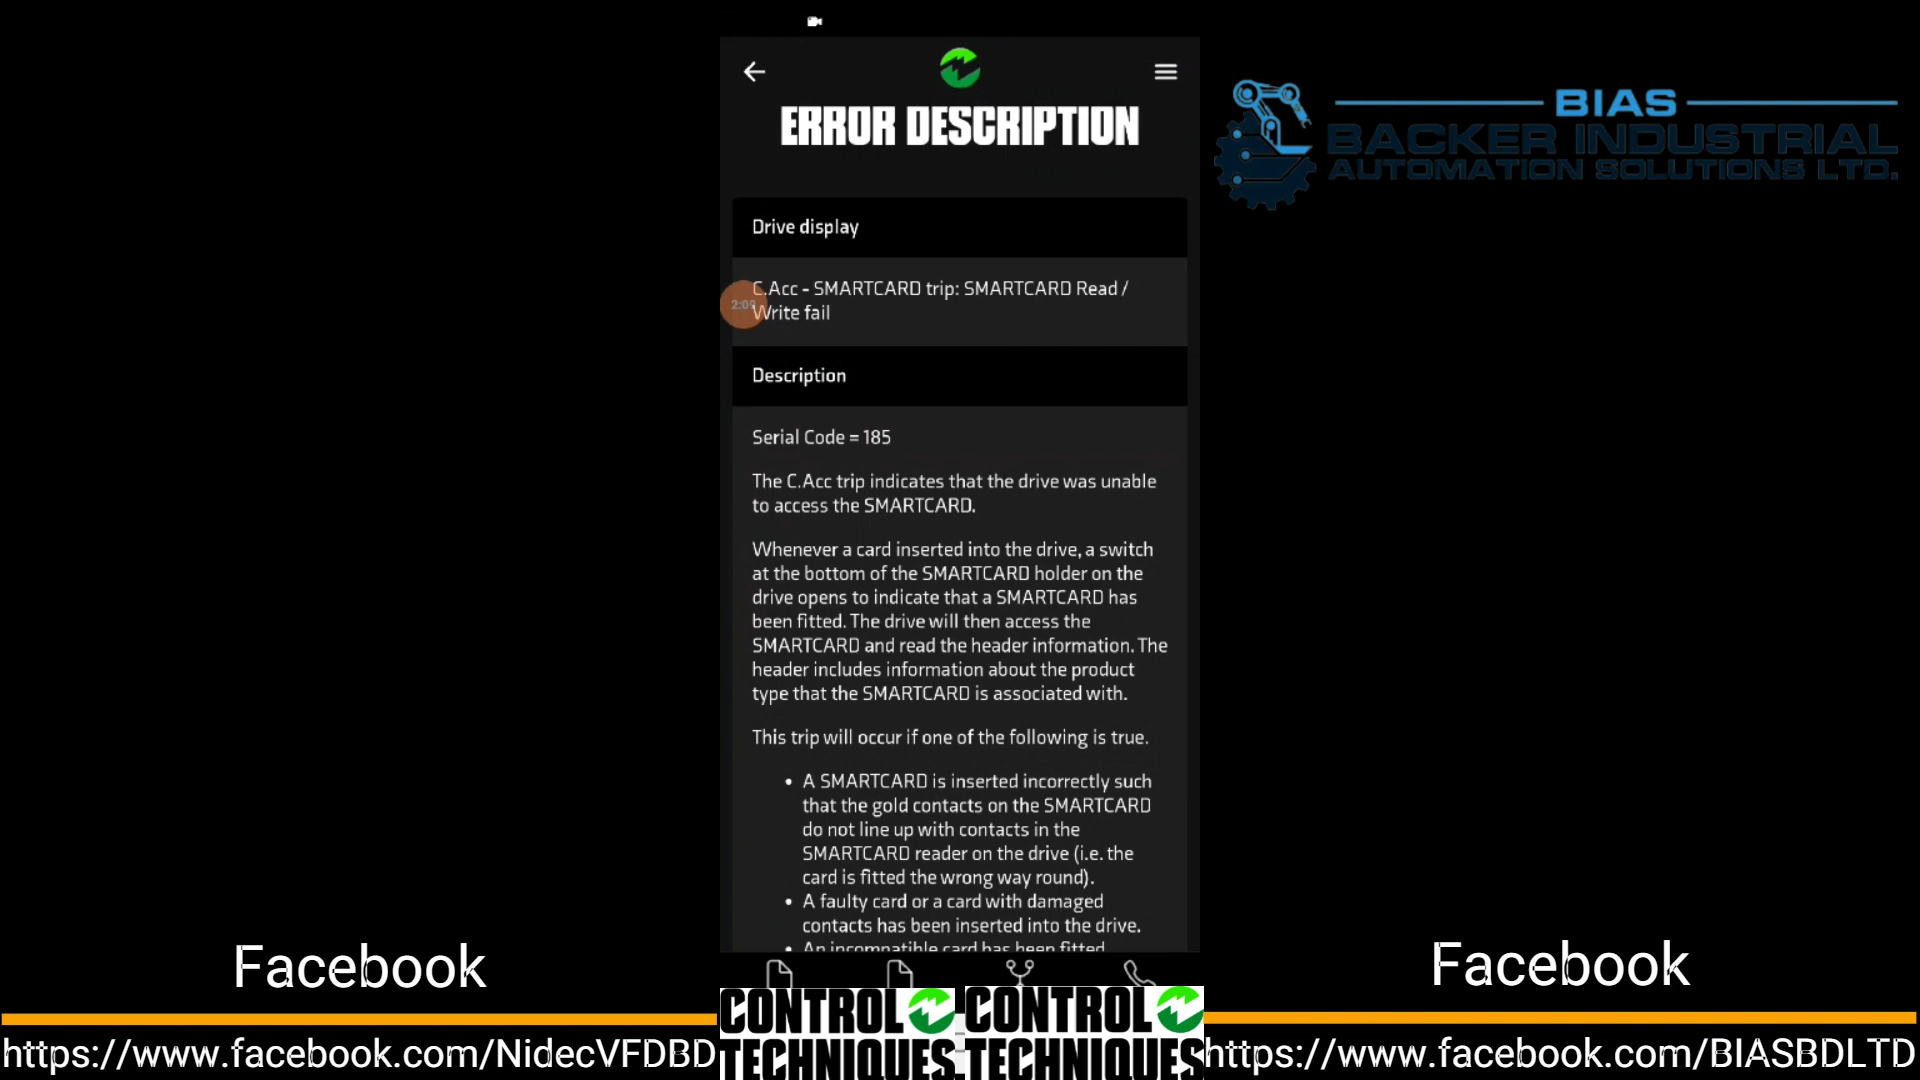 ERROR DESCRIPTION
BIAS
BACKER INDUSTRIAL
AUTOMATION SOLUTIONS LTD.
Drive display
C.Acc - SMARTCARD trip: SMARTCARD Read /
Write fail
Description
Serial Code = 185
The C.Acc trip indicates that the drive was unable
to access the SMARTCARD.
Whenever a card inserted into the drive, a switch
at the bottom of the SMARTCARD holder on the
drive opens to indicate that a SMARTCARD has
been fitted. The drive will then access the
SMARTCARD and read the header information. The
header includes information about the product
type that the SMARTCARD is associated with.
This trip will occur if one of the following is true.
• A SMARTCARD is inserted incorrectly such
that the gold contacts on the SMARTCARD
do not line up with contacts in the
SMARTCARD reader on the drive (i.e. the
card is fitted the wrong way round).
• A faulty card or a card with damaged
contacts has been inserted into the drive.
• An incompatible card has been fitted
Facebook
https://www.facebook.com/NidecVFDBD
CONTROL
TECHNIQUES
CONTROL
TECHNIQUES
Facebook
https://www.facebook.com/BIASBDLTD